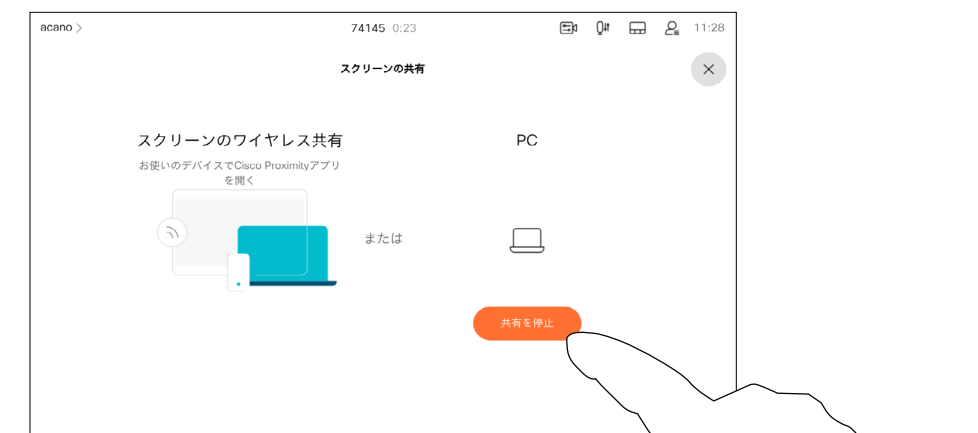 acano
74145 0:23
11:28
スクリーンの共有
スクリーンのワイヤレス共有
お使いのデバイスでCisco Proximityアプリ
を開く
または
PC
共有を停止